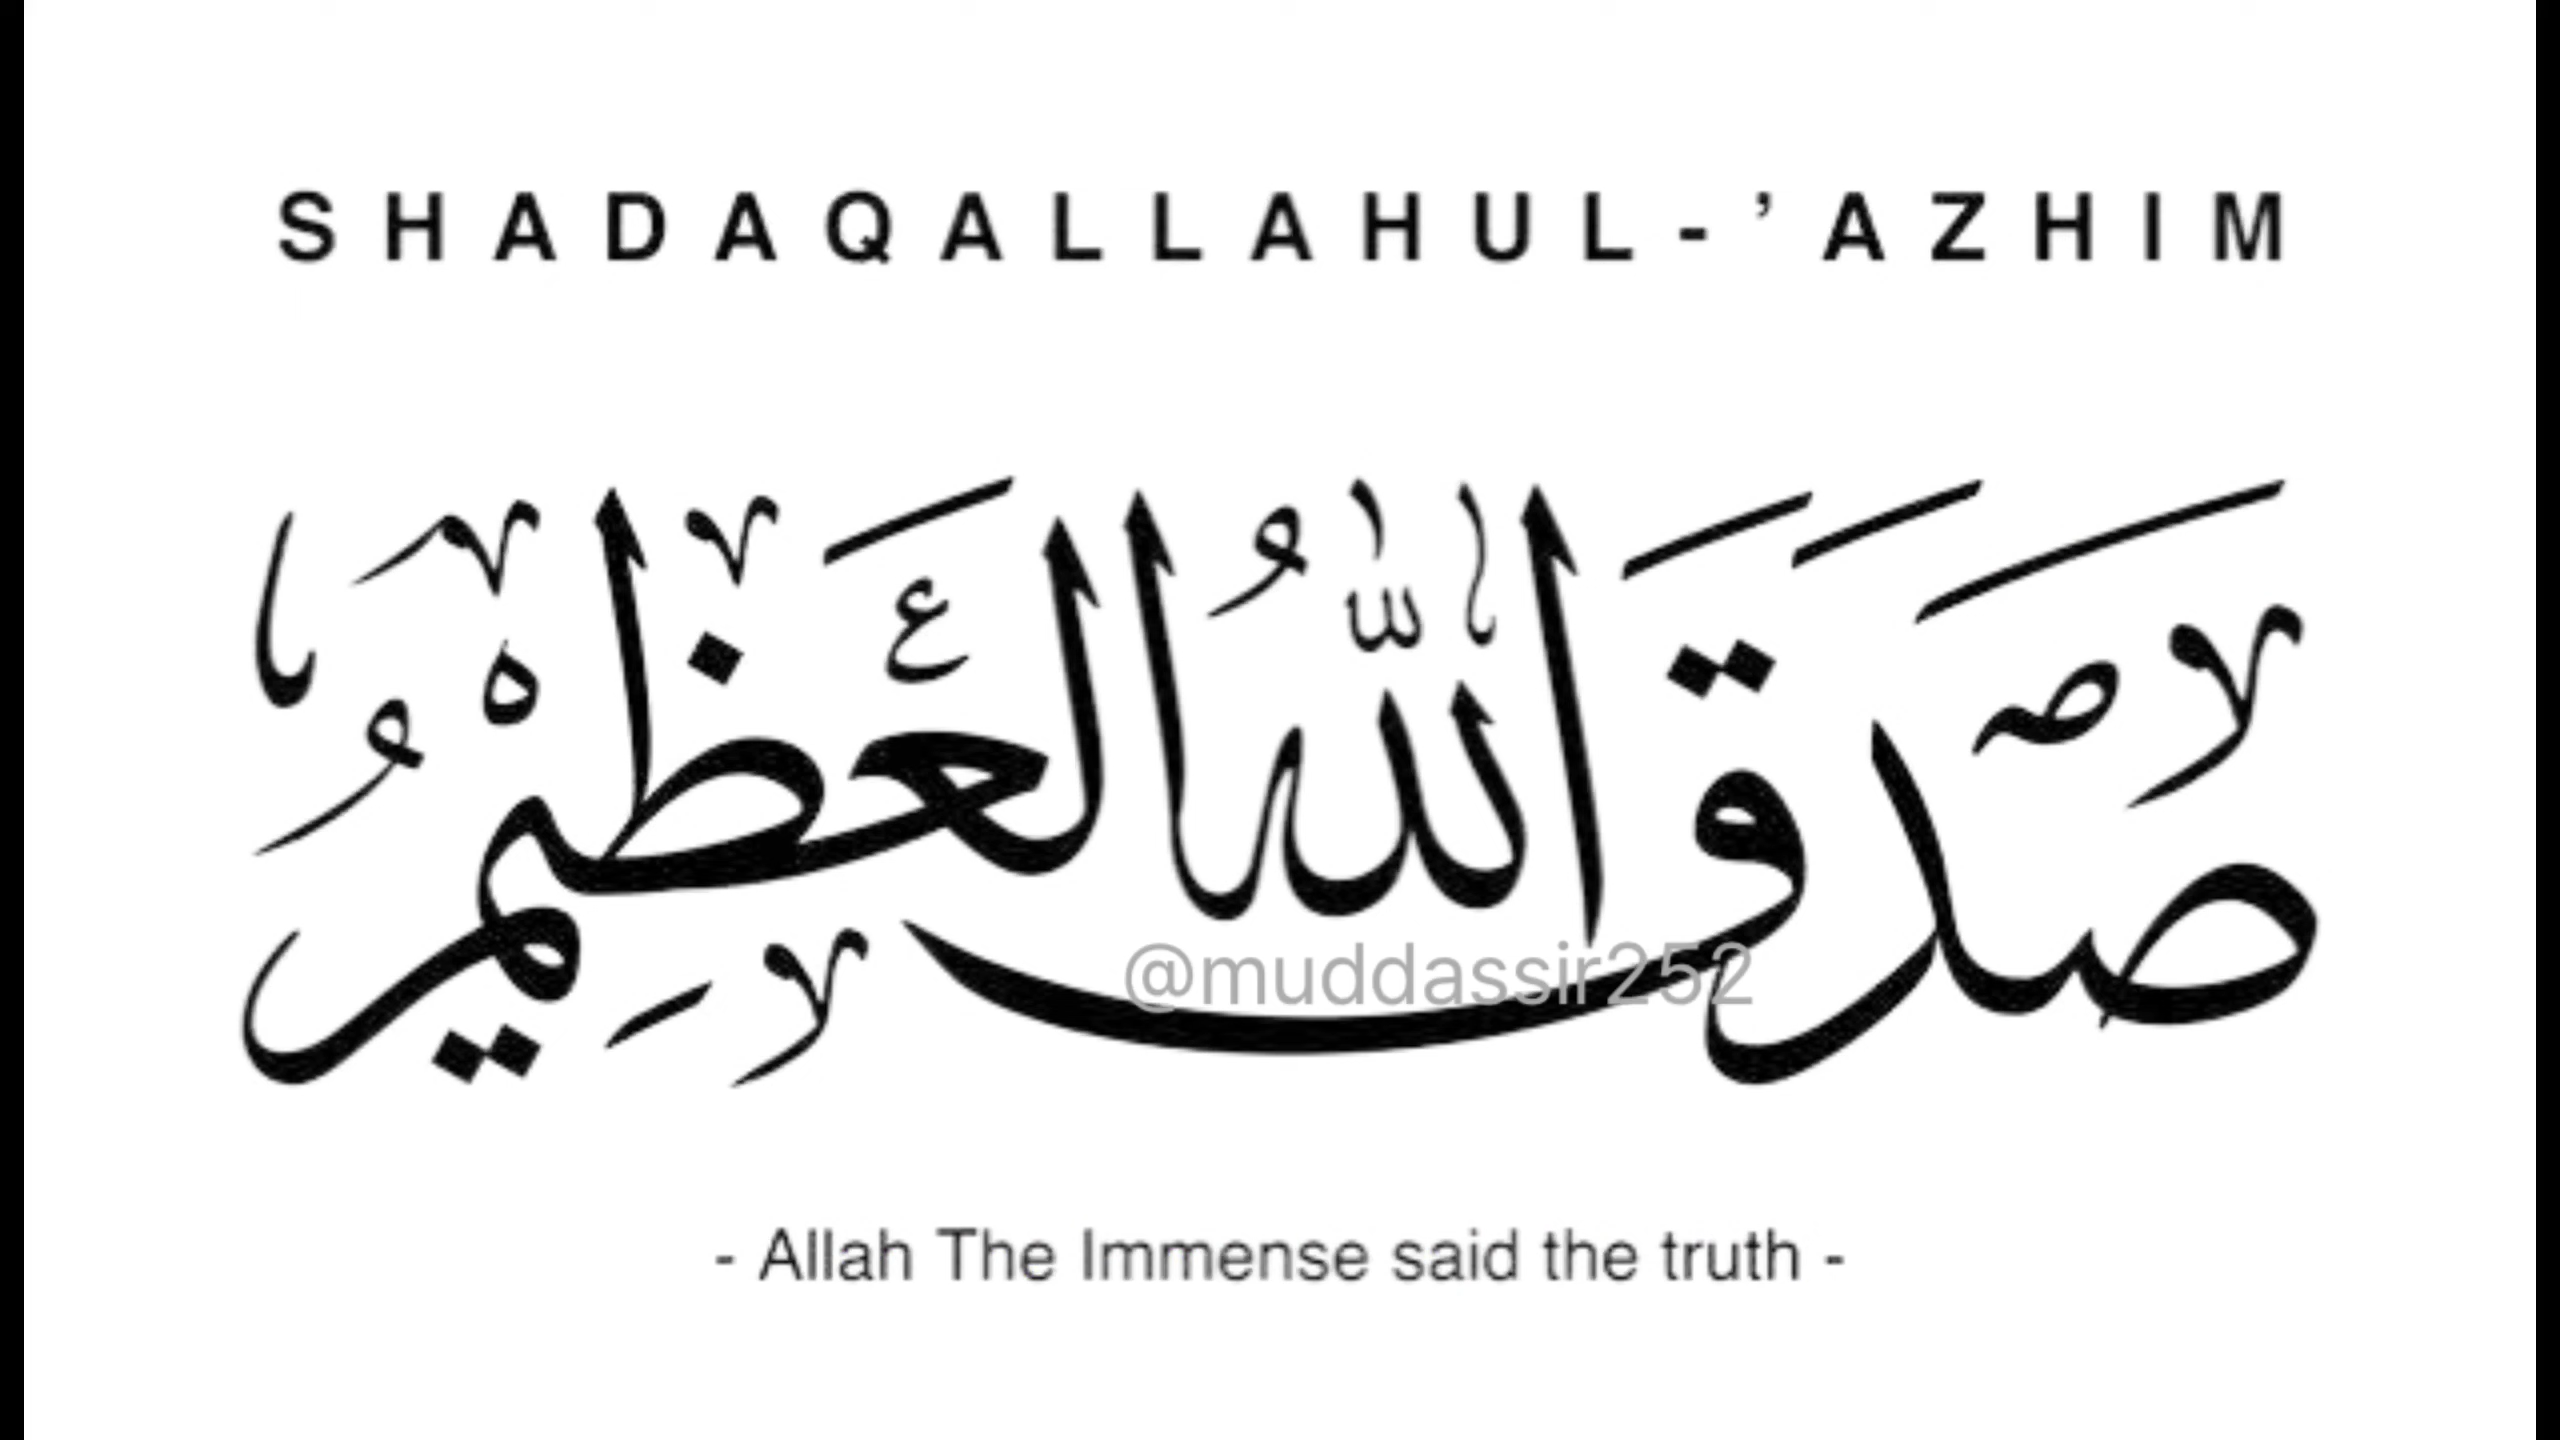 SHADAQALLAHUL-’AZHIM
صَدَقَ اللّٰهُ الْعَظِيْمُ
@muddassir252
- Allah The Immense said the truth -